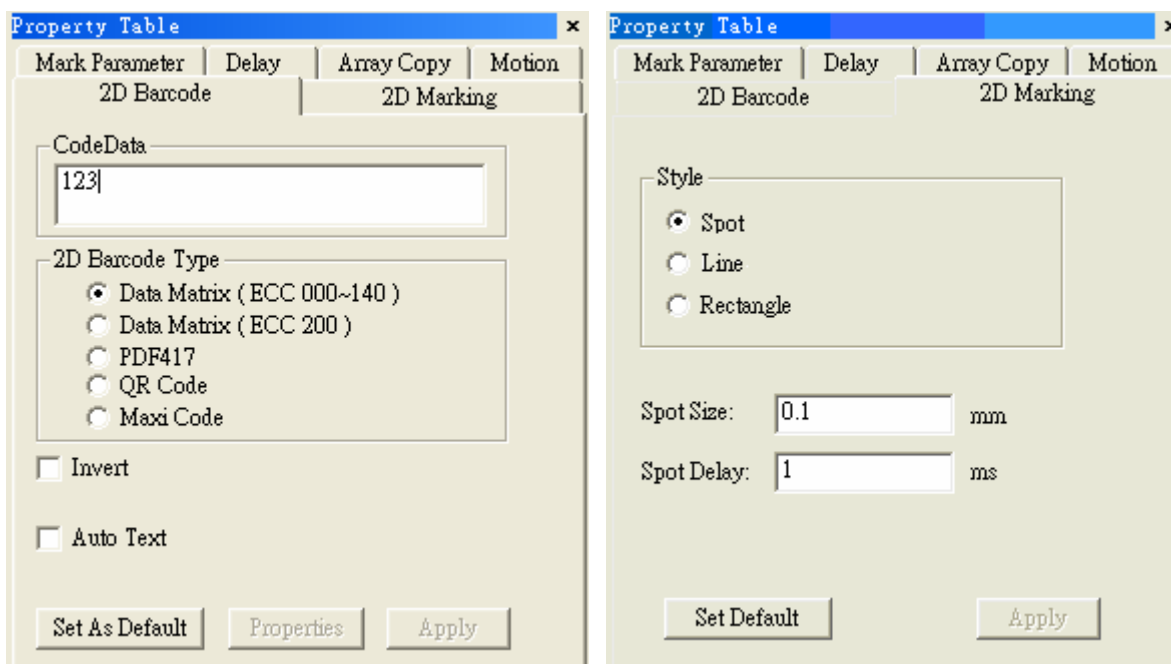 Property Table
Mark Parameter Delay Array Copy Motion
2D Barcode 2D Marking
CodeData
123
2D Barcode Type
Data Matrix ( ECC 000~140 )
Data Matrix ( ECC 200 )
PDF417
QR Code
Maxi Code
Invert
Auto Text
Set As Default Properties Apply
Property Table
Mark Parameter Delay Array Copy Motion
2D Barcode 2D Marking
Style
Spot
Line
Rectangle
Spot Size: 0.1 mm
Spot Delay: 1 ms
Set Default Apply